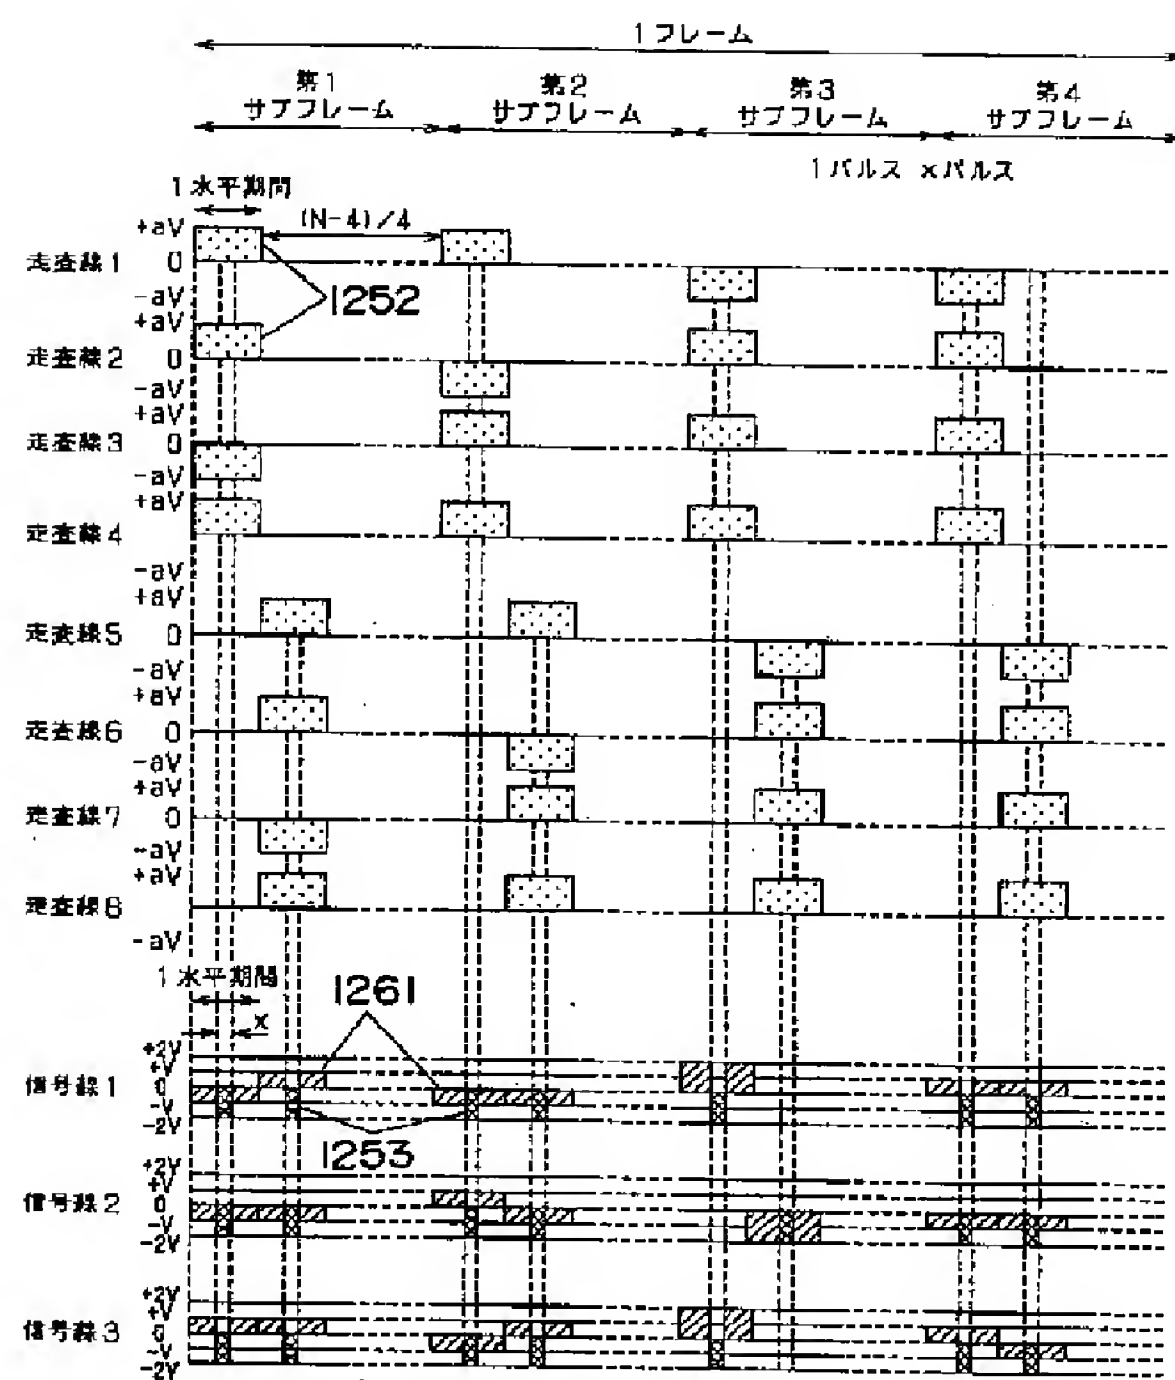 1フレーム
第1
サブフレーム
第2
サブフレーム
第3
サブフレーム
第4
サブフレーム
1パルス xパルス
1水平期間
(N-4)/4
+aV
走査線1 0
-aV
1252
+aV
走査線2 0
-aV
+aV
走査線3 0
-aV
+aV
走査線4
-aV
+aV
走査線5 0
-aV
+aV
走査線6 0
-aV
+aV
走査線7 0
-aV
+aV
走査線8
-aV
1水平期間
x
1261
+2V
+V
信号線1 0
-V
-2V
1253
+2V
+V
信号線2 0
-V
-2V
+2V
+V
信号線3 0
-V
-2V